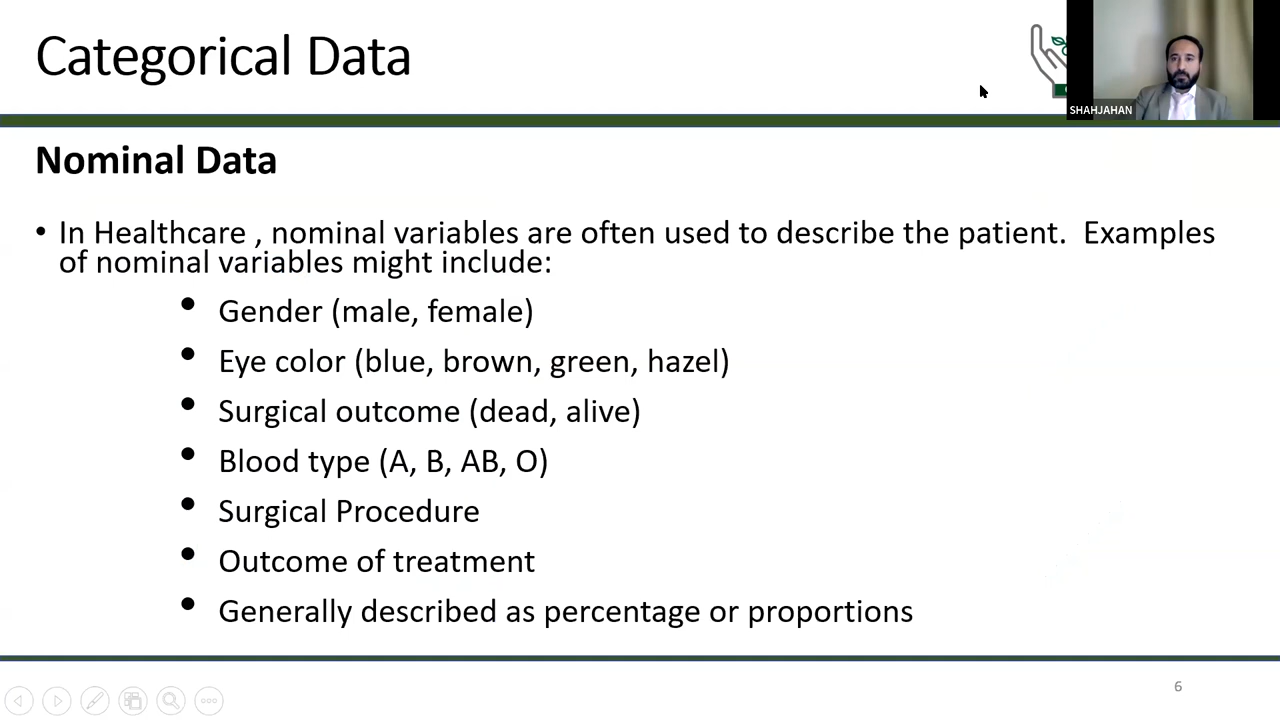 Categorical Data
SHAHJAHAN
Nominal Data
• In Healthcare , nominal variables are often used to describe the patient.  Examples
of nominal variables might include:
• Gender (male, female)
• Eye color (blue, brown, green, hazel)
• Surgical outcome (dead, alive)
• Blood type (A, B, AB, O)
• Surgical Procedure
• Outcome of treatment
• Generally described as percentage or proportions
6